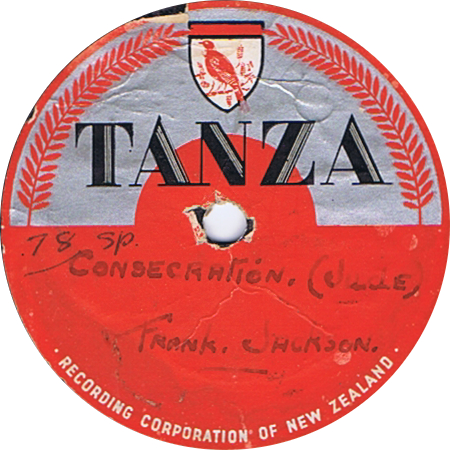 TANZA
78 SP.
CONSECRATION. (JUDE)
FRANK. JACKSON.
· RECORDING CORPORATION OF NEW ZEALAND ·